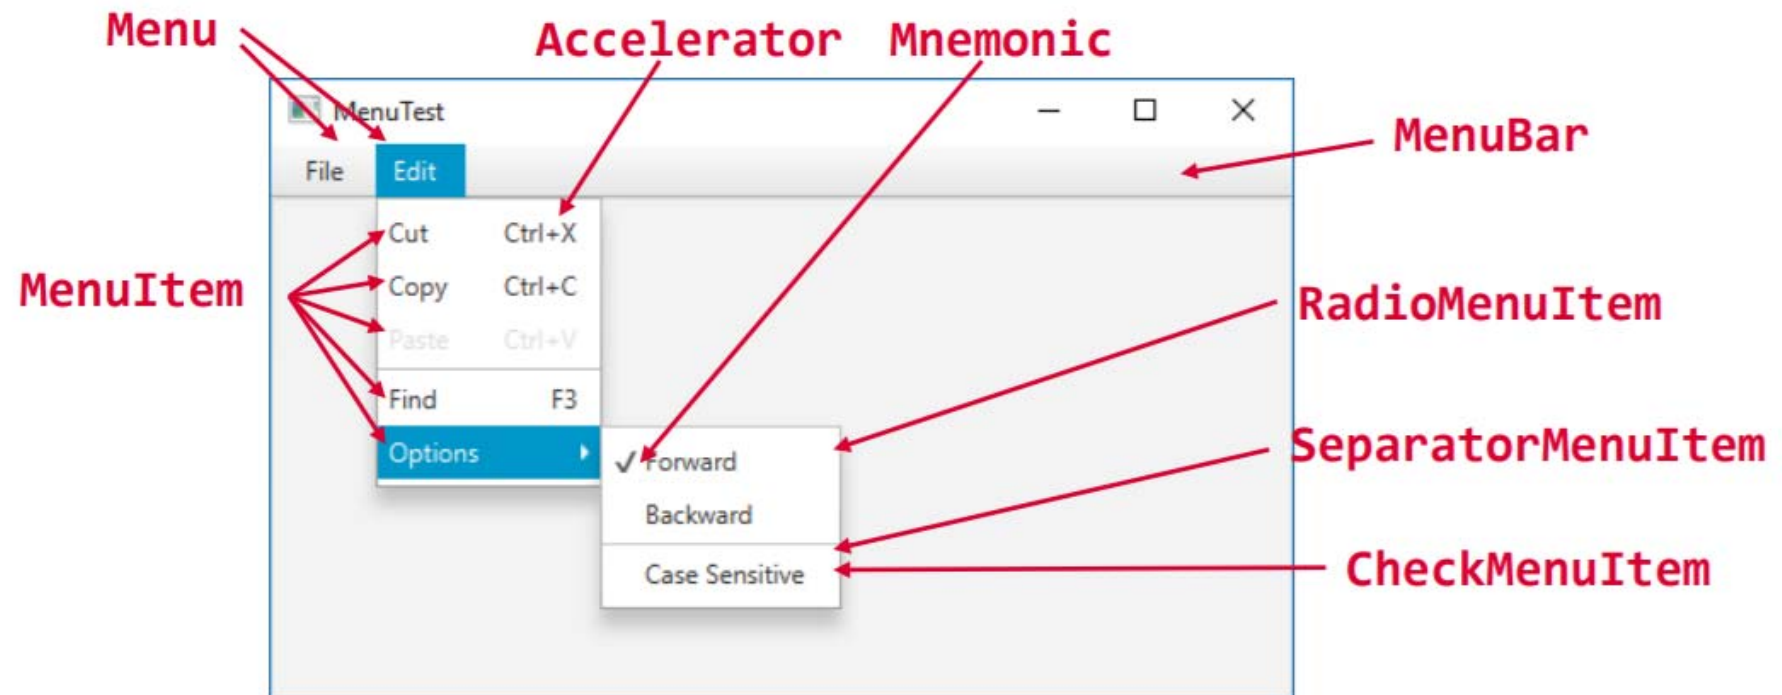 Menu
Accelerator
Mnemonic
MenuTest
MenuBar
File
Edit
Cut Ctrl+X
MenuItem
Copy Ctrl+C
RadioMenuItem
Paste Ctrl+V
Find F3
SeparatorMenuItem
Options
Forward
Backward
CheckMenuItem
Case Sensitive